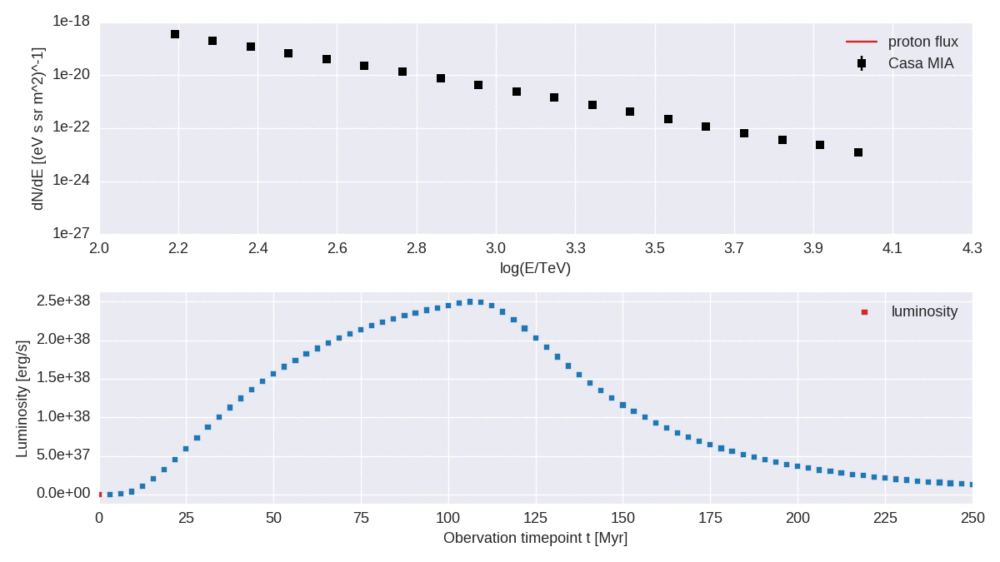 1e-18
1e-20
1e-22
1e-24
1e-27
dN/dE [(eV s sr m^2)^-1]
proton flux
Casa MIA
2.0 2.2 2.4 2.6 2.8 3.0 3.3 3.5 3.7 3.9 4.1 4.3
log(E/TeV)
2.5e+38
2.0e+38
1.5e+38
1.0e+38
5.0e+37
0.0e+00
Luminosity [erg/s]
luminosity
0 25 50 75 100 125 150 175 200 225 250
Obervation timepoint t [Myr]